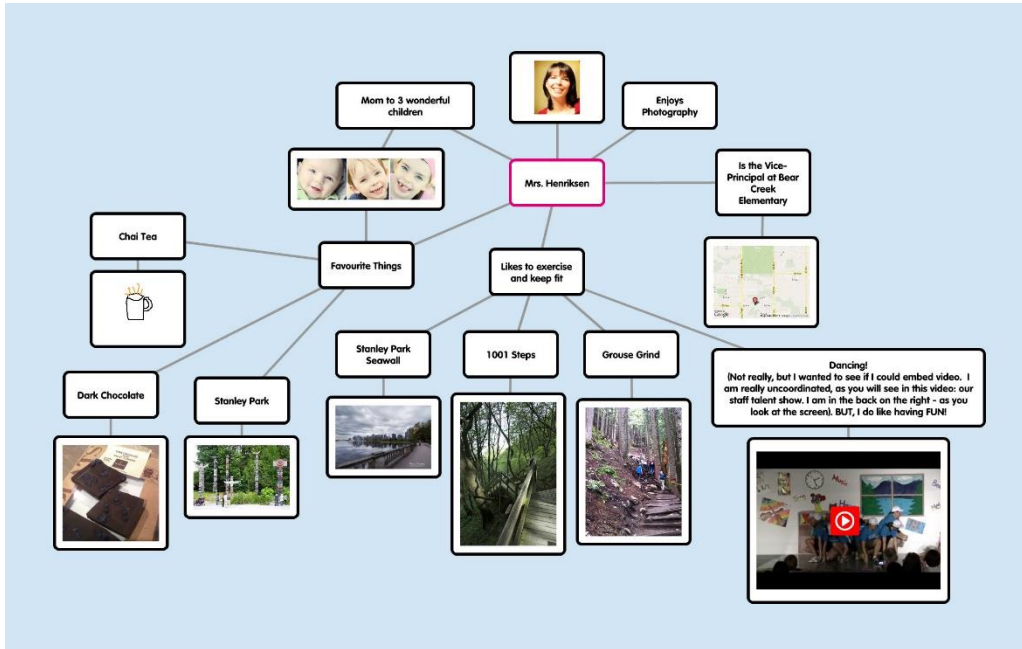 Mom to 3 wonderful
children
Enjoys
Photography
Mrs. Henriksen
Is the Vice-
Principal at Bear
Creek
Elementary
Chai Tea
Favourite Things
Likes to exercise
and keep fit
Stanley Park
Seawall
1001 Steps
Grouse Grind
Dancing!
(Not really, but I wanted to see if I could embed video. I
am really uncoordinated, as you will see in this video: our
staff talent show. I am in the back on the right - as you
look at the screen). BUT, I do like having FUN!
Dark Chocolate
Stanley Park
Google
Music